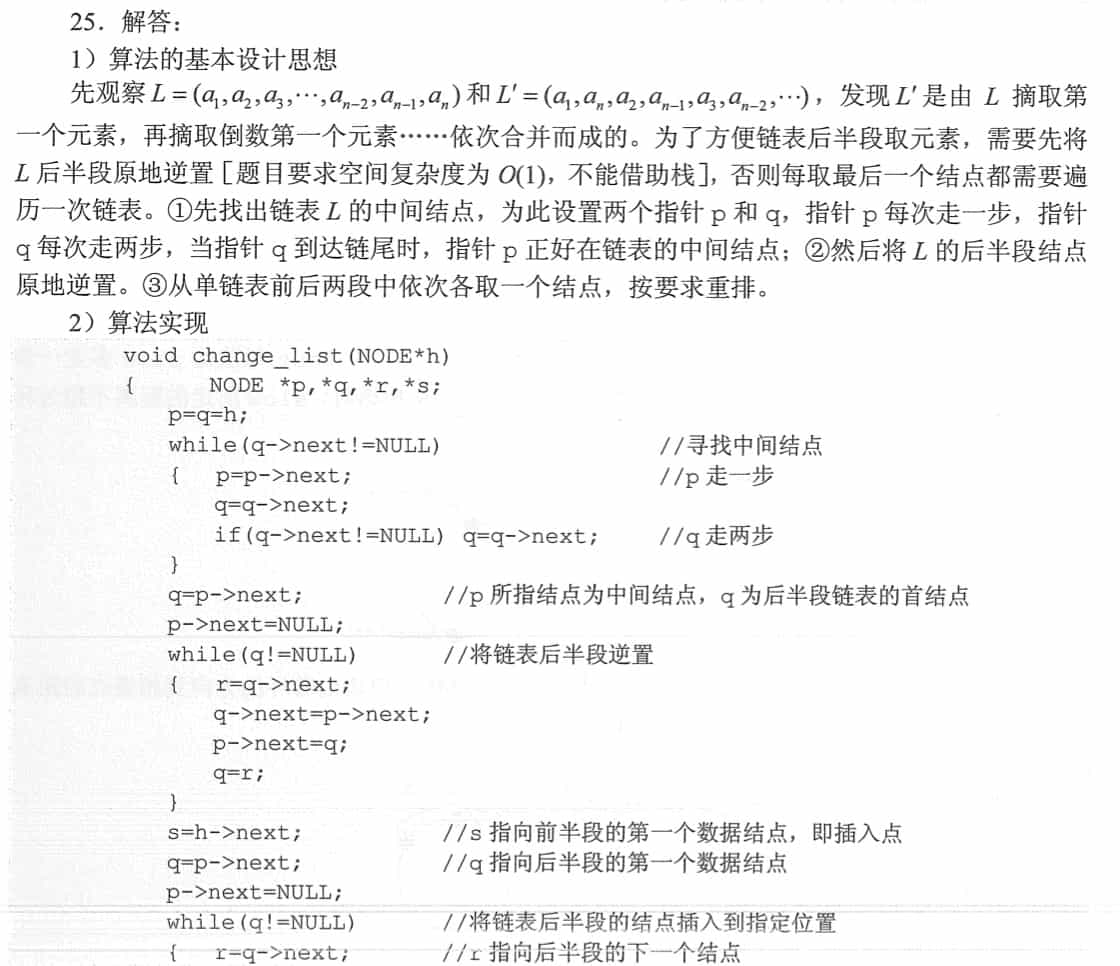 25．解答：
1）算法的基本设计思想
先观察 L = (a₁,a₂,a₃,⋯,aₙ₋₂,aₙ₋₁,aₙ) 和 L′ = (a₁,aₙ,a₂,aₙ₋₁,a₃,aₙ₋₂,⋯)，发现 L′ 是由 L 摘取第
一个元素，再摘取倒数第一个元素……依次合并而成的。为了方便链表后半段取元素，需要先将
L 后半段原地逆置 [题目要求空间复杂度为 O(1)，不能借助栈]，否则每取最后一个结点都需要遍
历一次链表。①先找出链表 L 的中间结点，为此设置两个指针 p 和 q，指针 p 每次走一步，指针
q 每次走两步，当指针 q 到达链尾时，指针 p 正好在链表的中间结点；②然后将 L 的后半段结点
原地逆置。③从单链表前后两段中依次各取一个结点，按要求重排。
2）算法实现
void change_list(NODE*h)
{ NODE *p,*q,*r,*s;
p=q=h;
while(q->next!=NULL) //寻找中间结点
{ p=p->next; //p 走一步
q=q->next;
if(q->next!=NULL) q=q->next; //q 走两步
}
q=p->next; //p 所指结点为中间结点，q 为后半段链表的首结点
p->next=NULL;
while(q!=NULL) //将链表后半段逆置
{ r=q->next;
q->next=p->next;
p->next=q;
q=r;
}
s=h->next; //s 指向前半段的第一个数据结点，即插入点
q=p->next; //q 指向后半段的第一个数据结点
p->next=NULL;
while(q!=NULL) //将链表后半段的结点插入到指定位置
{ r=q->next; //r 指向后半段的下一个结点